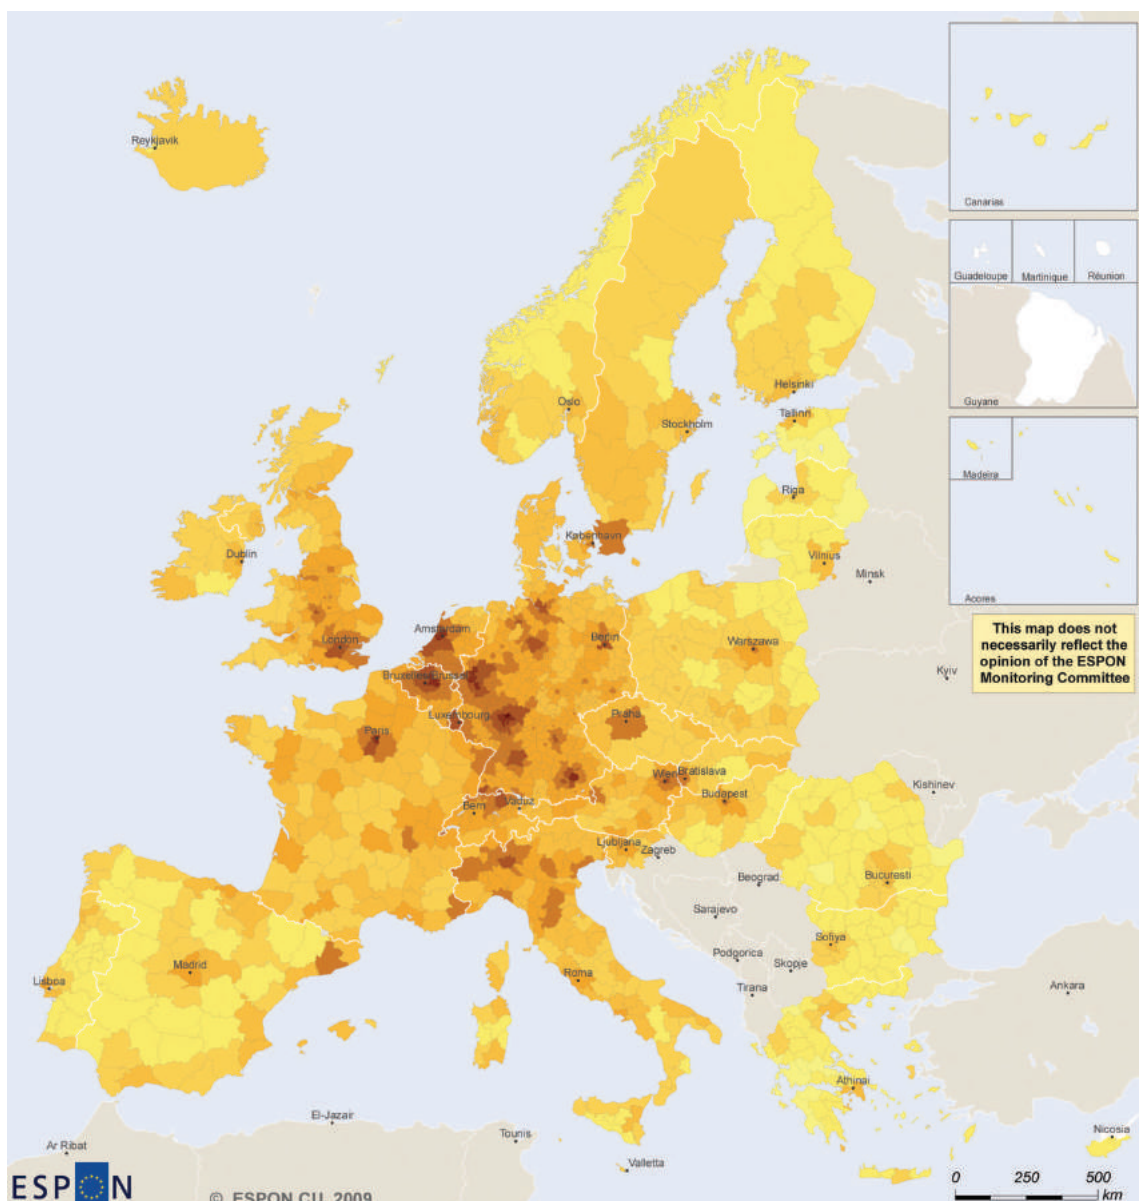 Reykjavik
Canarias
Guadeloupe
Martinique
Réunion
Guyane
Helsinki
Oslo
Tallinn
Stockholm
Madeira
Riga
Dublin
København
Vilnius
Minsk
Acores
This map does not
necessarily reflect the
opinion of the ESPON
Monitoring Committee
London
Amsterdam
Berlin
Warszawa
Kyiv
Bruxelles/Brussel
Luxembourg
Praha
Paris
Wien
Bratislava
Kishinev
Bern
Vaduz
Budapest
Ljubljana
Zagreb
Bucuresti
Beograd
Sarajevo
Sofiya
Madrid
Podgorica
Roma
Skopje
Lisboa
Tirana
Ankara
Athinai
El-Jazair
Ar Ribat
Tounis
Nicosia
Valletta
0 250 500
km
ESPON
© ESPON CU, 2009